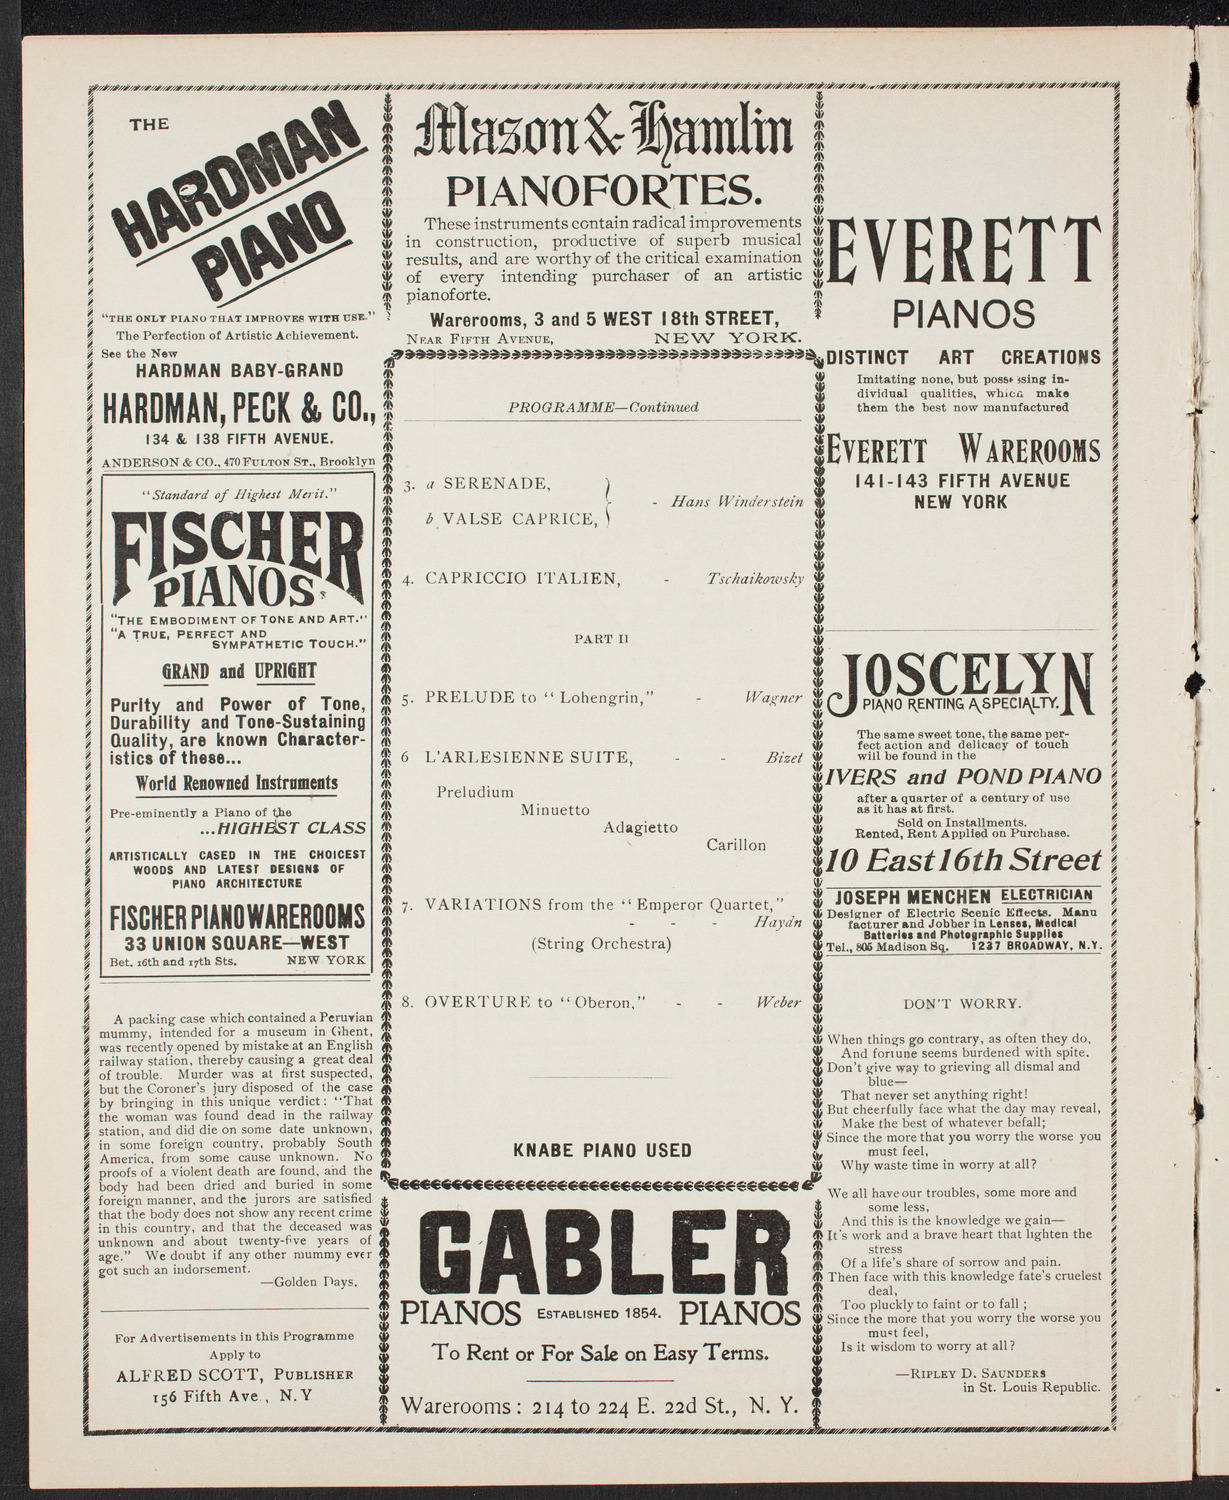 THE
HARDMAN
PIANO
"THE ONLY PIANO THAT IMPROVES WITH USE."
The Perfection of Artistic Achievement.
See the New
HARDMAN BABY-GRAND
HARDMAN, PECK & CO.,
134 & 138 FIFTH AVENUE.
ANDERSON & CO., 470 FULTON ST., Brooklyn
"Standard of Highest Merit."
FISCHER
PIANOS
"THE EMBODIMENT OF TONE AND ART."
"A TRUE, PERFECT AND
SYMPATHETIC TOUCH."
GRAND and UPRIGHT
Purity and Power of Tone,
Durability and Tone-Sustaining
Quality, are known Character-
istics of these...
World Renowned Instruments
Pre-eminently a Piano of the
...HIGHEST CLASS
ARTISTICALLY CASED IN THE CHOICEST
WOODS AND LATEST DESIGNS OF
PIANO ARCHITECTURE
FISCHER PIANO WAREROOMS
33 UNION SQUARE—WEST
Bet. 16th and 17th Sts. NEW YORK
A packing case which contained a Peruvian
mummy, intended for a museum in Ghent,
was recently opened by mistake at an English
railway station, thereby causing a great deal
of trouble. Murder was at first suspected,
but the Coroner's jury disposed of the case
by bringing in this unique verdict: "That
the woman was found dead in the railway
station, and did die on some date unknown,
in some foreign country, probably South
America, from some cause unknown. No
proofs of a violent death are found, and the
body had been dried and buried in some
foreign manner, and the jurors are satisfied
that the body does not show any recent crime
in this country, and that the deceased was
unknown and about twenty-five years of
age." We doubt if any other mummy ever
got such an indorsement.
—Golden Days.
For Advertisements in this Programme
Apply to
ALFRED SCOTT, PUBLISHER
156 Fifth Ave., N.Y
Mason & Hamlin
PIANOFORTES.
These instruments contain radical improvements
in construction, productive of superb musical
results, and are worthy of the critical examination
of every intending purchaser of an artistic
pianoforte.
Warerooms, 3 and 5 WEST 18th STREET,
NEAR FIFTH AVENUE, NEW YORK.
PROGRAMME—Continued
3. a SERENADE,
- Hans Winderstein
b VALSE CAPRICE,
4. CAPRICCIO ITALIEN, - Tschaikowsky
PART II
5. PRELUDE to "Lohengrin," - Wagner
6 L'ARLESIENNE SUITE, - - Bizet
Preludium
Minuetto
Adagietto
Carillon
7. VARIATIONS from the "Emperor Quartet,"
- - - Haydn
(String Orchestra)
8. OVERTURE to "Oberon," - - Weber
KNABE PIANO USED
GABLER
PIANOS ESTABLISHED 1854. PIANOS
To Rent or For Sale on Easy Terms.
Warerooms: 214 to 224 E. 22d St., N. Y.
EVERETT
PIANOS
DISTINCT ART CREATIONS
Imitating none, but possessing in-
dividual qualities, which make
them the best now manufactured
EVERETT WAREROOMS
141-143 FIFTH AVENUE
NEW YORK
JOSCELYN
PIANO RENTING A SPECIALTY.
The same sweet tone, the same per-
fect action and delicacy of touch
will be found in the
IVERS and POND PIANO
after a quarter of a century of use
as it has at first.
Sold on Installments.
Rented, Rent Applied on Purchase.
10 East 16th Street
JOSEPH MENCHEN ELECTRICIAN
Designer of Electric Scenic Effects. Manu
facturer and Jobber in Lenses, Medical
Batteries and Photographic Supplies
Tel., 805 Madison Sq. 1237 BROADWAY, N.Y.
DON'T WORRY.
When things go contrary, as often they do,
And fortune seems burdened with spite,
Don't give way to grieving all dismal and
blue—
That never set anything right!
But cheerfully face what the day may reveal,
Make the best of whatever befall;
Since the more that you worry the worse you
must feel,
Why waste time in worry at all?
We all have our troubles, some more and
some less,
And this is the knowledge we gain—
It's work and a brave heart that lighten the
stress
Of a life's share of sorrow and pain.
Then face with this knowledge fate's cruelest
deal,
Too plucky to faint or to fall;
Since the more that you worry the worse you
must feel,
Is it wisdom to worry at all?
—RIPLEY D. SAUNDERS
in St. Louis Republic.